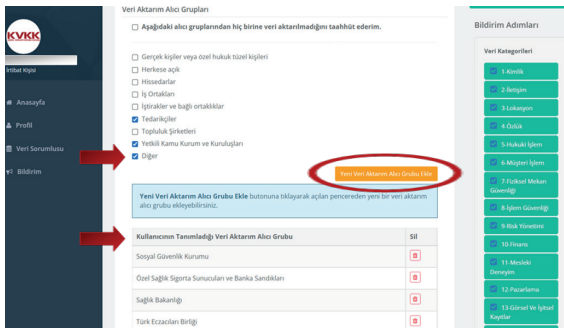 KVKK
İrtibat Kişisi
Anasayfa
Profil
Veri Sorumlusu
Bildirim
Veri Aktarım Alıcı Grupları
Aşağıdaki alıcı gruplarından hiç birine veri aktarılmadığını taahhüt ederim.
Gerçek kişiler veya özel hukuk tüzel kişileri
Herkese açık
Hissedarlar
İş Ortakları
İştirakler ve bağlı ortaklıklar
Tedarikçiler
Topluluk Şirketleri
Yetkili Kamu Kurum ve Kuruluşları
Diğer
Yeni Veri Aktarım Alıcı Grubu Ekle
Yeni Veri Aktarım Alıcı Grubu Ekle butonuna tıklayarak açılan pencereden yeni bir veri aktarım
alıcı grubu ekleyebilirsiniz.
Kullanıcının Tanımladığı Veri Aktarım Alıcı Grubu Sil
Sosyal Güvenlik Kurumu
Özel Sağlık Sigorta Sunucuları ve Banka Sandıkları
Sağlık Bakanlığı
Türk Eczacıları Birliği
Bildirim Adımları
Veri Kategorileri
1-Kimlik
2-İletişim
3-Lokasyon
4-Özlük
5-Hukuki İşlem
6-Müşteri İşlem
7-Fiziksel Mekan
Güvenliği
8-İşlem Güvenliği
9-Risk Yönetimi
10-Finans
11-Mesleki
Deneyim
12-Pazarlama
13-Görsel Ve İşitsel
Kayıtlar